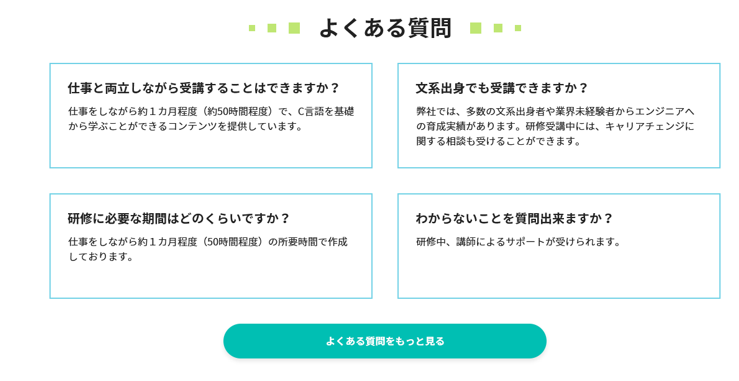 よくある質問
仕事と両立しながら受講することはできますか？
仕事をしながら約１カ月程度（約50時間程度）で、C言語を基礎
から学ぶことができるコンテンツを提供しています。
文系出身でも受講できますか？
弊社では、多数の文系出身者や業界未経験者からエンジニアへ
の育成実績があります。研修受講中には、キャリアチェンジに
関する相談も受けることができます。
研修に必要な期間はどのくらいですか？
仕事をしながら約１カ月程度（50時間程度）の所要時間で作成
しております。
わからないことを質問出来ますか？
研修中、講師によるサポートが受けられます。
よくある質問をもっと見る